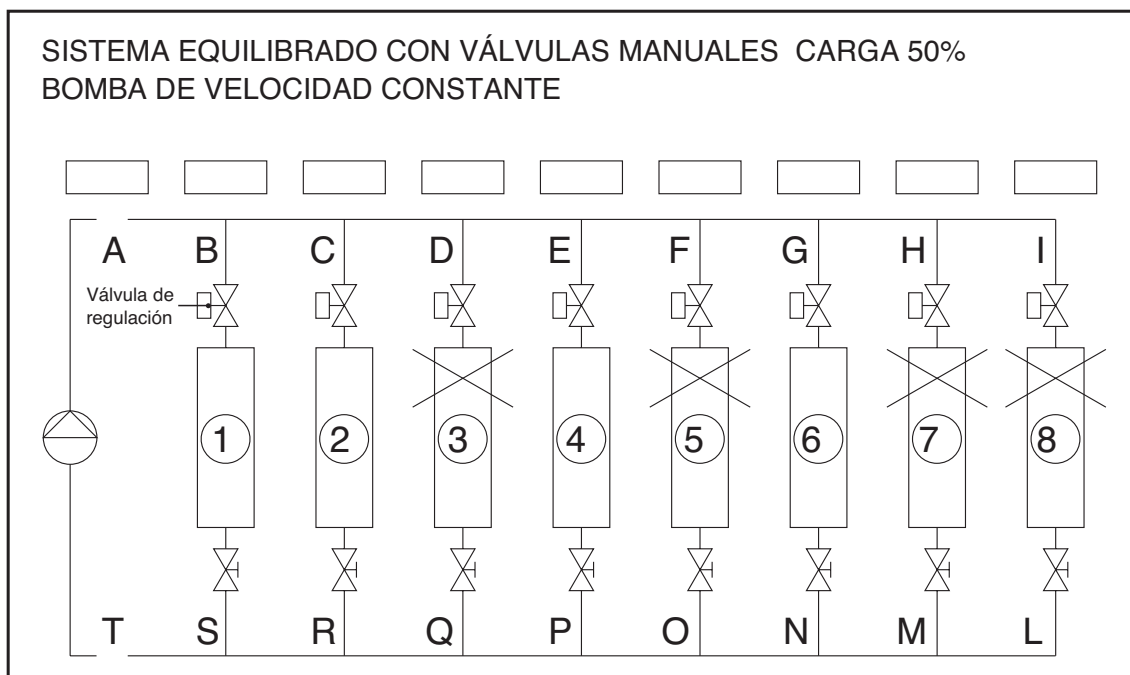 SISTEMA EQUILIBRADO CON VÁLVULAS MANUALES CARGA 50%
BOMBA DE VELOCIDAD CONSTANTE
A B C D E F G H I
Válvula de
regulación
1 2 3 4 5 6 7 8
T S R Q P O N M L